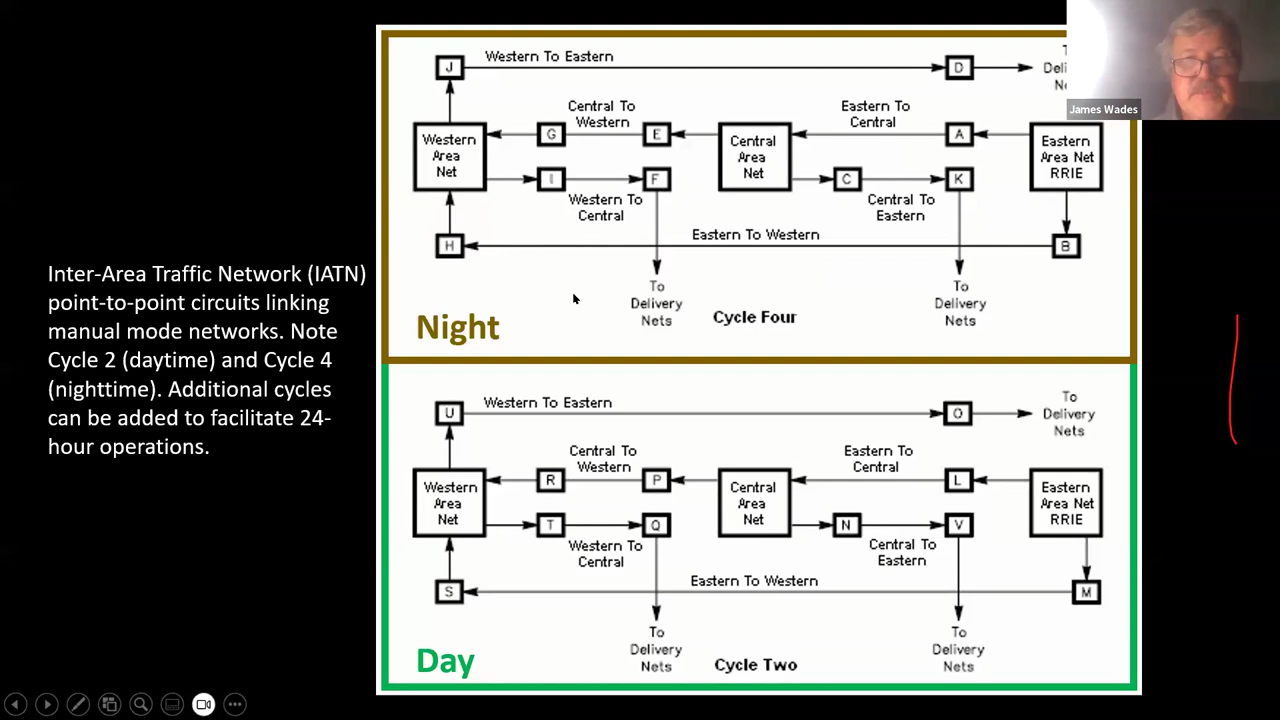 Inter-Area Traffic Network (IATN)
point-to-point circuits linking
manual mode networks. Note
Cycle 2 (daytime) and Cycle 4
(nighttime). Additional cycles
can be added to facilitate 24-
hour operations.
J
Western To Eastern
D
James Wades
Central To
Western
Eastern To
Central
Western
Area
Net
G
E
Central
Area
Net
A
Eastern
Area Net
RRIE
I
F
C
K
Western To
Central
Central To
Eastern
H
Eastern To Western
B
To
Delivery
Nets
To
Delivery
Nets
Cycle Four
Night
U
Western To Eastern
O
To
Delivery
Nets
Central To
Western
Eastern To
Central
Western
Area
Net
R
P
Central
Area
Net
L
Eastern
Area Net
RRIE
T
Q
N
V
Western To
Central
Central To
Eastern
S
Eastern To Western
M
To
Delivery
Nets
To
Delivery
Nets
Cycle Two
Day